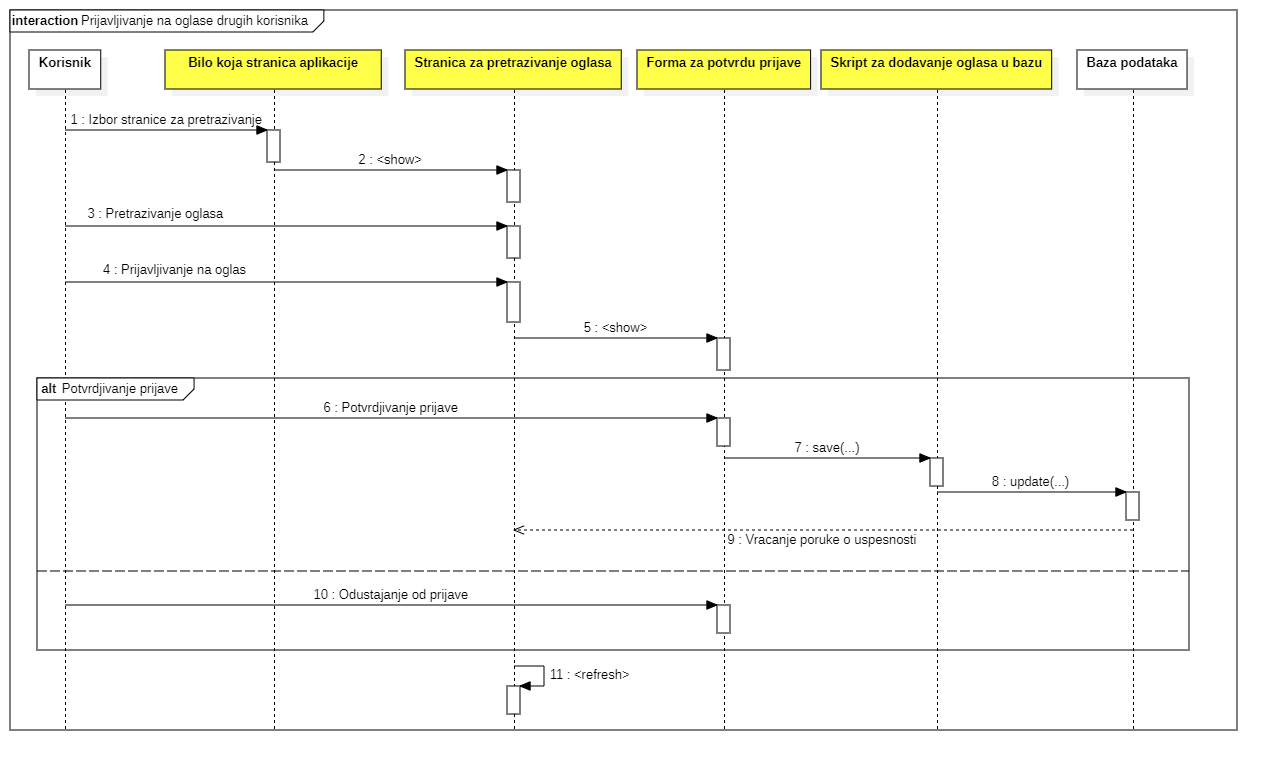 interaction Prijavljivanje na oglase drugih korisnika
Korisnik
Bilo koja stranica aplikacije
Stranica za pretrazivanje oglasa
Forma za potvrdu prijave
Skript za dodavanje oglasa u bazu
Baza podataka
1 : Izbor stranice za pretrazivanje
2 : <show>
3 : Pretrazivanje oglasa
4 : Prijavljivanje na oglas
5 : <show>
alt Potvrdjivanje prijave
6 : Potvrdjivanje prijave
7 : save(...)
8 : update(...)
9 : Vracanje poruke o uspesnosti
10 : Odustajanje od prijave
11 : <refresh>